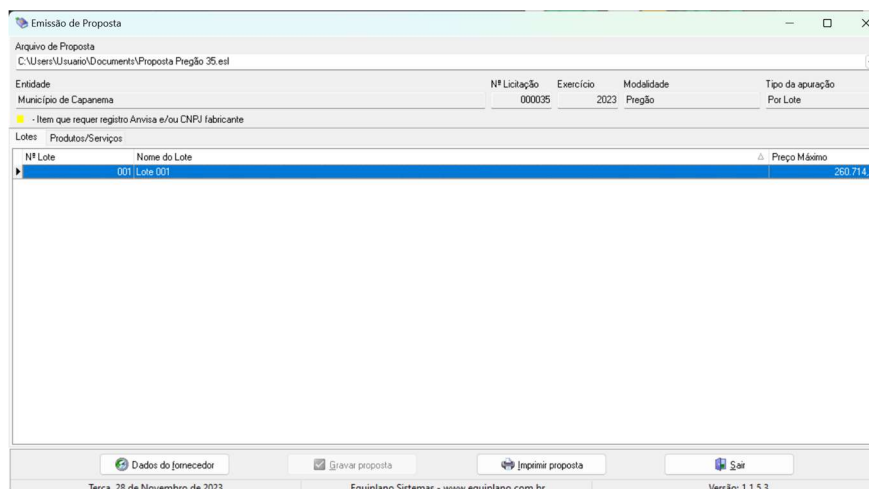 Emissão de Proposta
Arquivo de Proposta
C:\Users\Usuario\Documents\Proposta Pregão 35.esl
Entidade Nº Licitação Exercício Modalidade Tipo da apuração
Município de Capanema 000035 2023 Pregão Por Lote
- Item que requer registro Anvisa e/ou CNPJ fabricante
Lotes Produtos/Serviços
Nº Lote Nome do Lote Preço Máximo
001 Lote 001 260.714,
Dados do fornecedor Gravar proposta Imprimir proposta Sair
Terça, 28 de Novembro de 2023 Equiplano Sistemas - www.equiplano.com.br Versão: 1.1.5.3